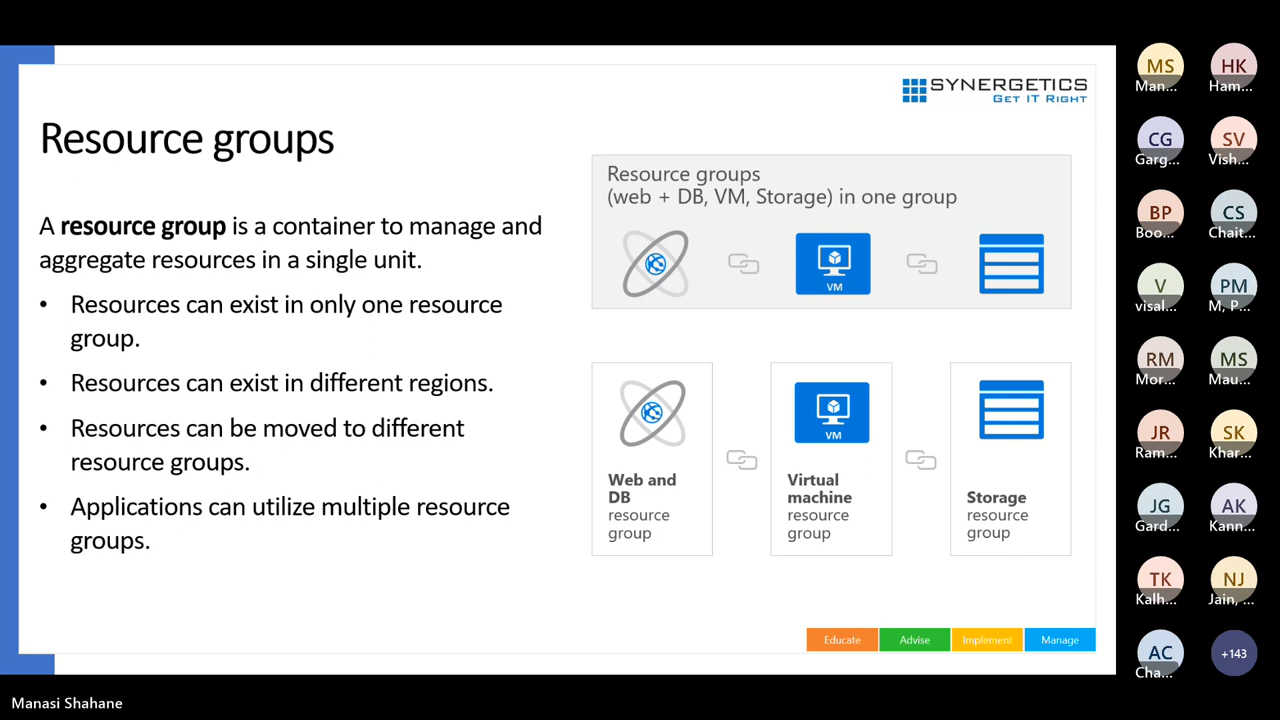 SYNERGETICS
GET IT RIGHT
Resource groups
A resource group is a container to manage and
aggregate resources in a single unit.
• Resources can exist in only one resource
group.
• Resources can exist in different regions.
• Resources can be moved to different
resource groups.
• Applications can utilize multiple resource
groups.
Resource groups
(web + DB, VM, Storage) in one group
VM
Web and
DB
resource
group
VM
Virtual
machine
resource
group
Storage
resource
group
Educate
Advise
Implement
Manage
MS
Man...
HK
Ham...
CG
Garg...
SV
Vish...
BP
Boo...
CS
Chait...
V
visal...
PM
M, P...
RM
Mor...
MS
Mau...
JR
Ram...
SK
Khar...
JG
Gard...
AK
Kann...
TK
Kalh...
NJ
Jain, ...
AC
Cha...
+143
Manasi Shahane